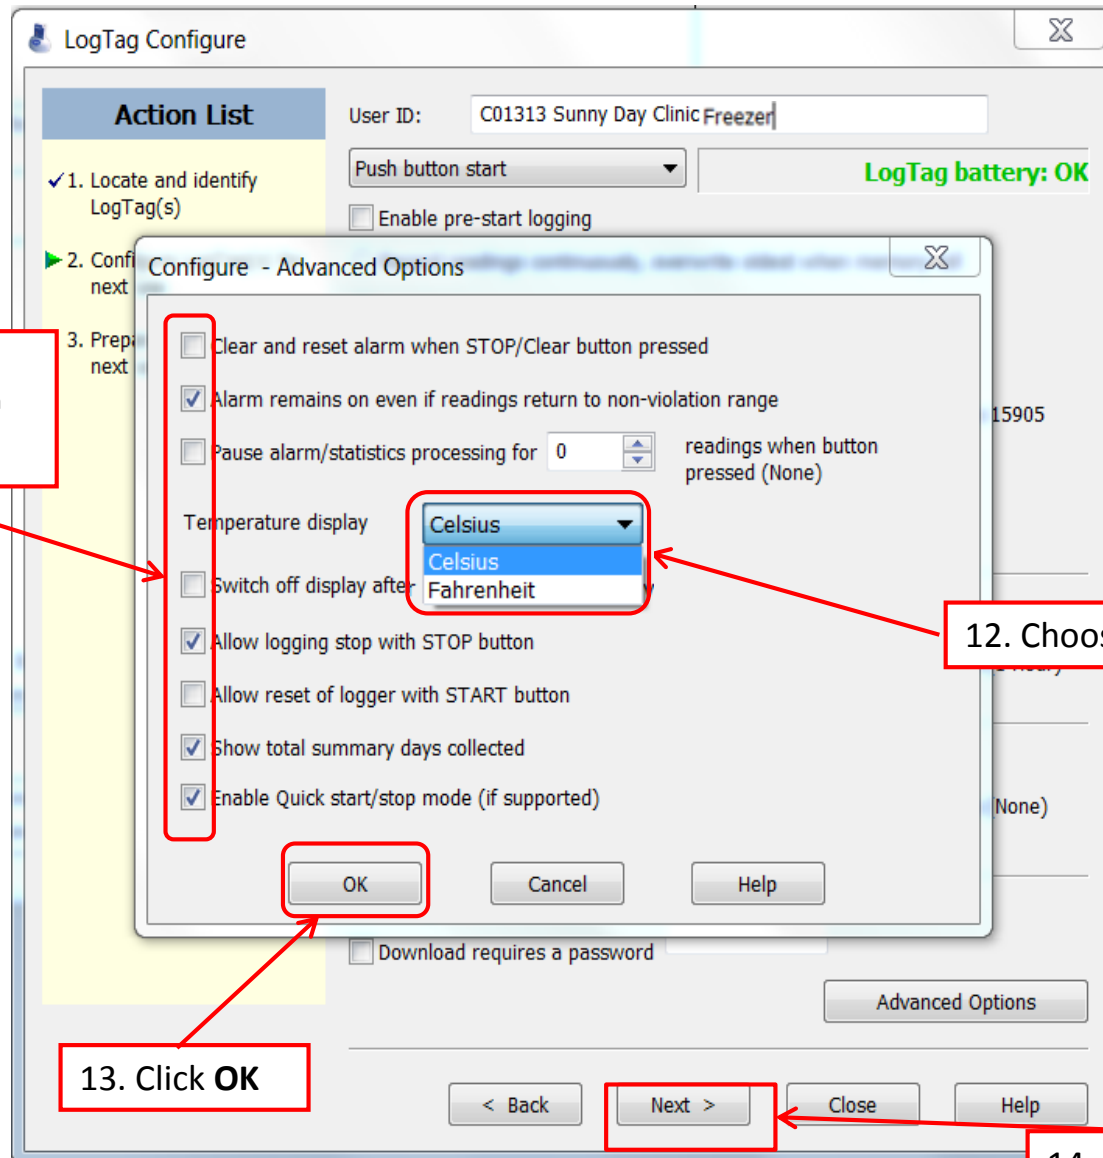 LogTag Configure
Action List
✓ 1. Locate and identify
LogTag(s)
2. Confi
next
3. Prepa
next
User ID: C01313 Sunny Day Clinic Freezer
Push button start
LogTag battery: OK
Enable pre-start logging
Configure - Advanced Options
Clear and reset alarm when STOP/Clear button pressed
Alarm remains on even if readings return to non-violation range
15905
Pause alarm/statistics processing for 0 readings when button
pressed (None)
Temperature display Celsius
Celsius
Fahrenheit
Switch off display after
12. Choos
Allow logging stop with STOP button
Allow reset of logger with START button
Show total summary days collected
Enable Quick start/stop mode (if supported)
(None)
OK Cancel Help
Download requires a password
Advanced Options
13. Click OK
< Back Next > Close Help
14.